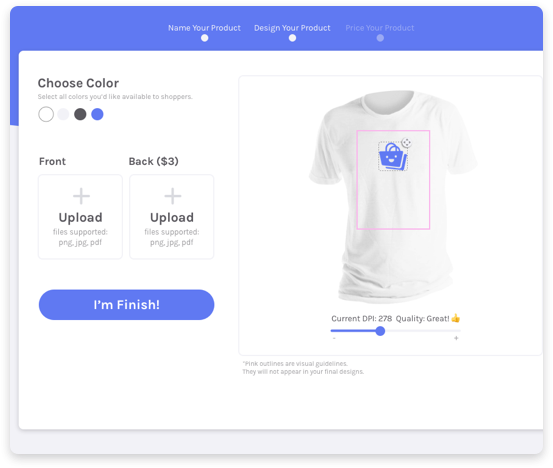 Name Your Product
Design Your Product
Price Your Product
Choose Color
Select all colors you'd like available to shoppers.
Front
Back ($3)
Upload
files supported:
png, jpg, pdf
Upload
files supported:
png, jpg, pdf
I'm Finish!
Current DPI: 278 Quality: Great! 👍
- +
*Pink outlines are visual guidelines.
They will not appear in your final designs.